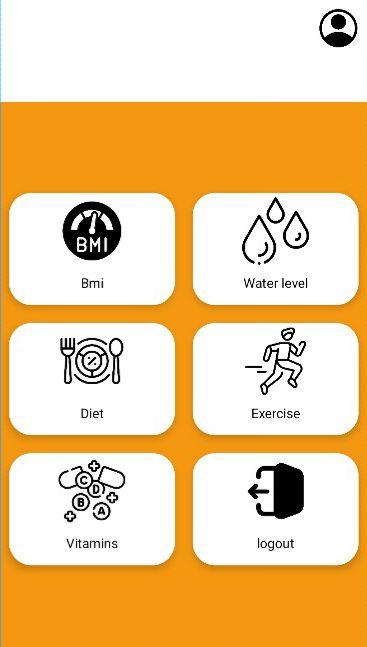 BMI
Bmi
Water level
Diet
Exercise
C
D
B
A
Vitamins
logout